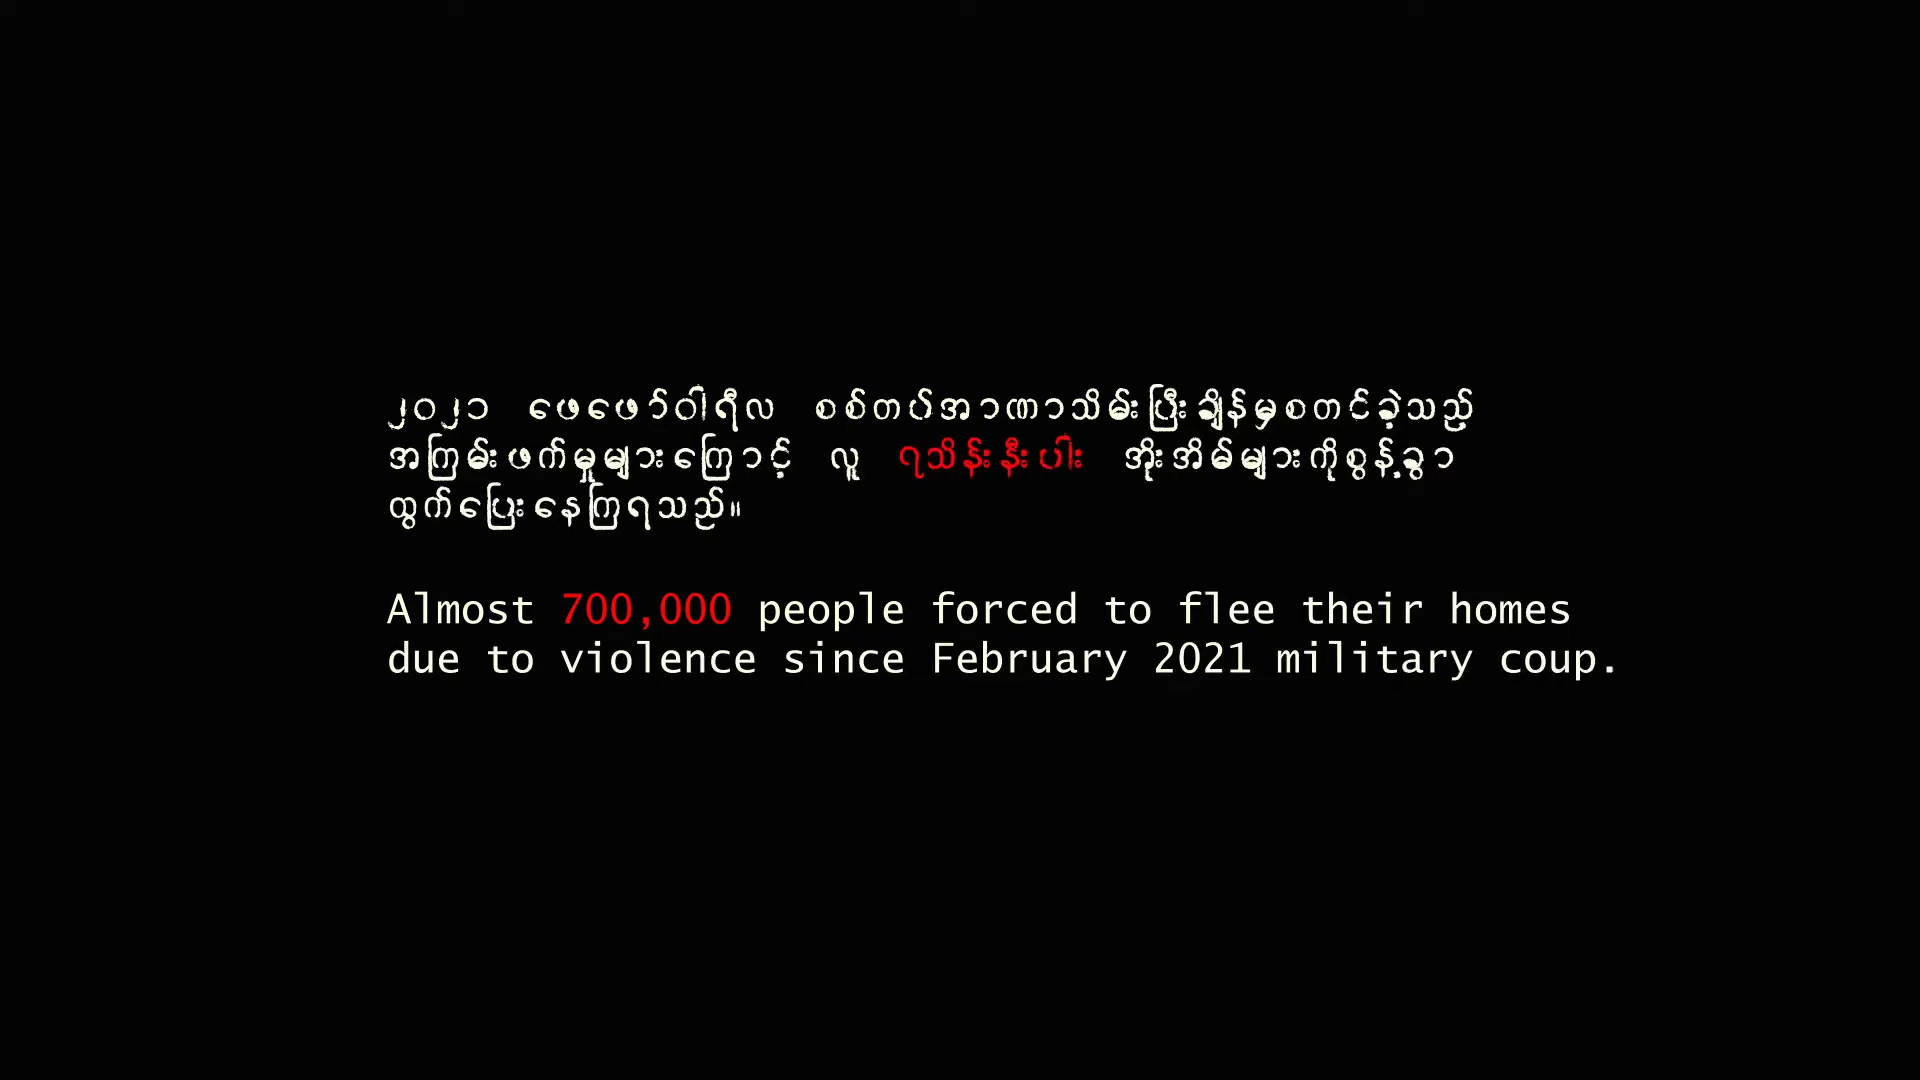 ၂၀၂၁ ဖေဖော်ဝါရီလ စစ်တပ်အာဏာသိမ်းပြီးချိန်မှစတင်ခဲ့သည့်
အကြမ်းဖက်မှုများကြောင့် လူ ၇သိန်းနီးပါး အိုးအိမ်များကိုစွန့်ခွာ
ထွက်ပြေးနေကြရသည်။
Almost 700,000 people forced to flee their homes
due to violence since February 2021 military coup.